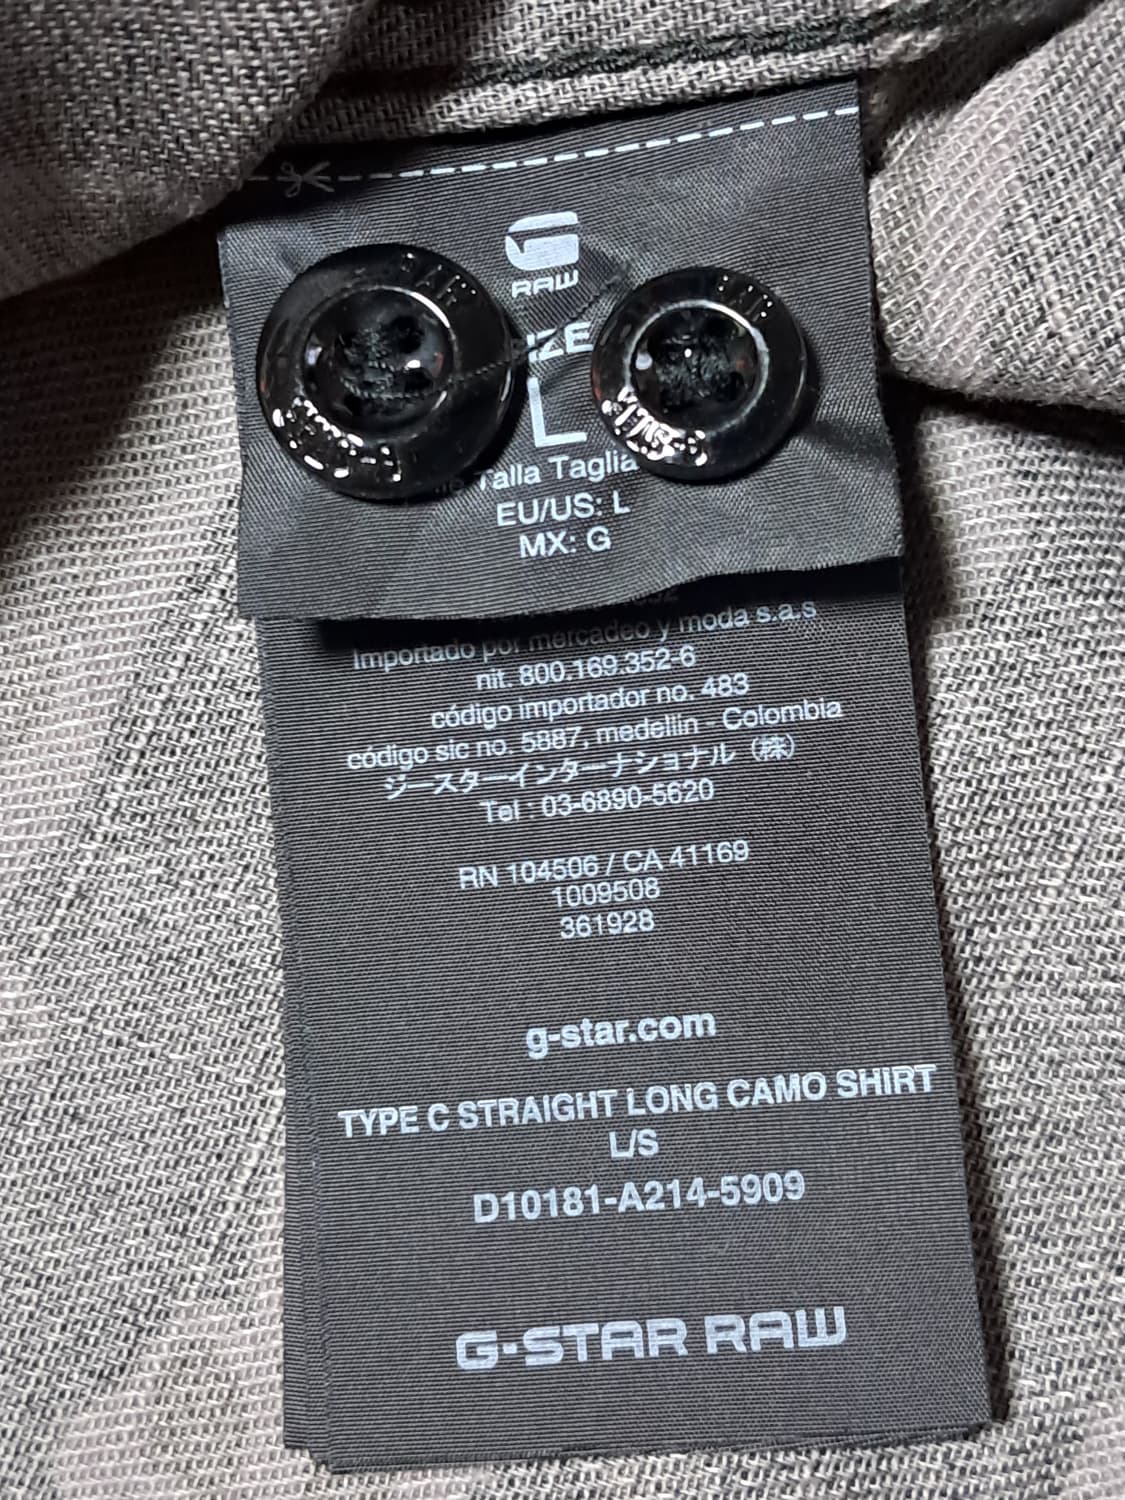 RAW
L
Talla Taglia
EU/US: L
MX: G
Importado por mercadeo y moda s.a.s
nit. 800.169.352-6
código importador no. 483
código sic no. 5887, medellin - Colombia
ジースターインターナショナル（株）
Tel : 03-6890-5620
RN 104506 / CA 41169
1009508
361928
g-star.com
TYPE C STRAIGHT LONG CAMO SHIRT
L/S
D10181-A214-5909
G-STAR RAW